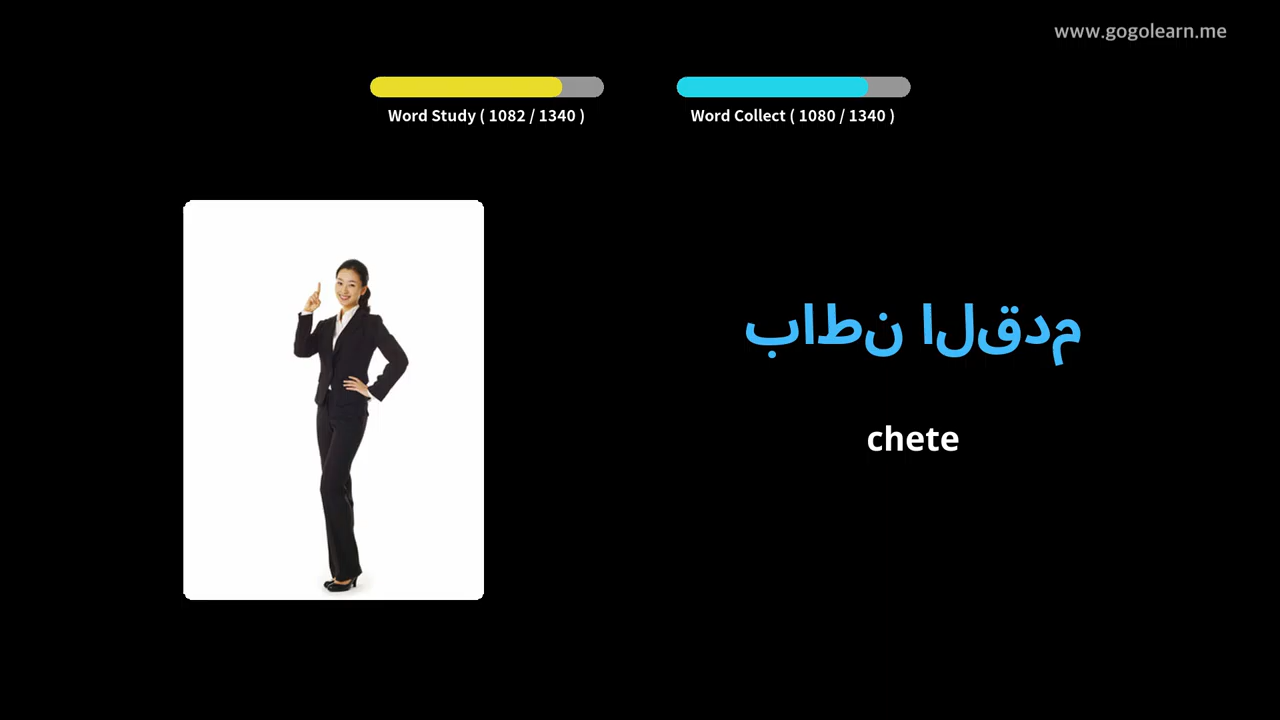 www.gogolearn.me
Word Study ( 1082 / 1340 )
Word Collect ( 1080 / 1340 )
باطن القدم
chete